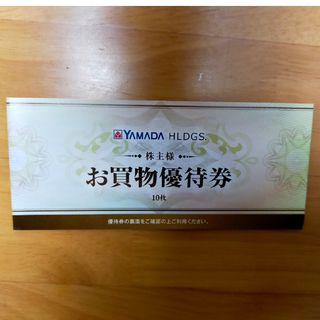 YAMADA HLDGS.
株主様
お買物優待券
10枚
優待券の裏面をご確認の上ご利用ください。